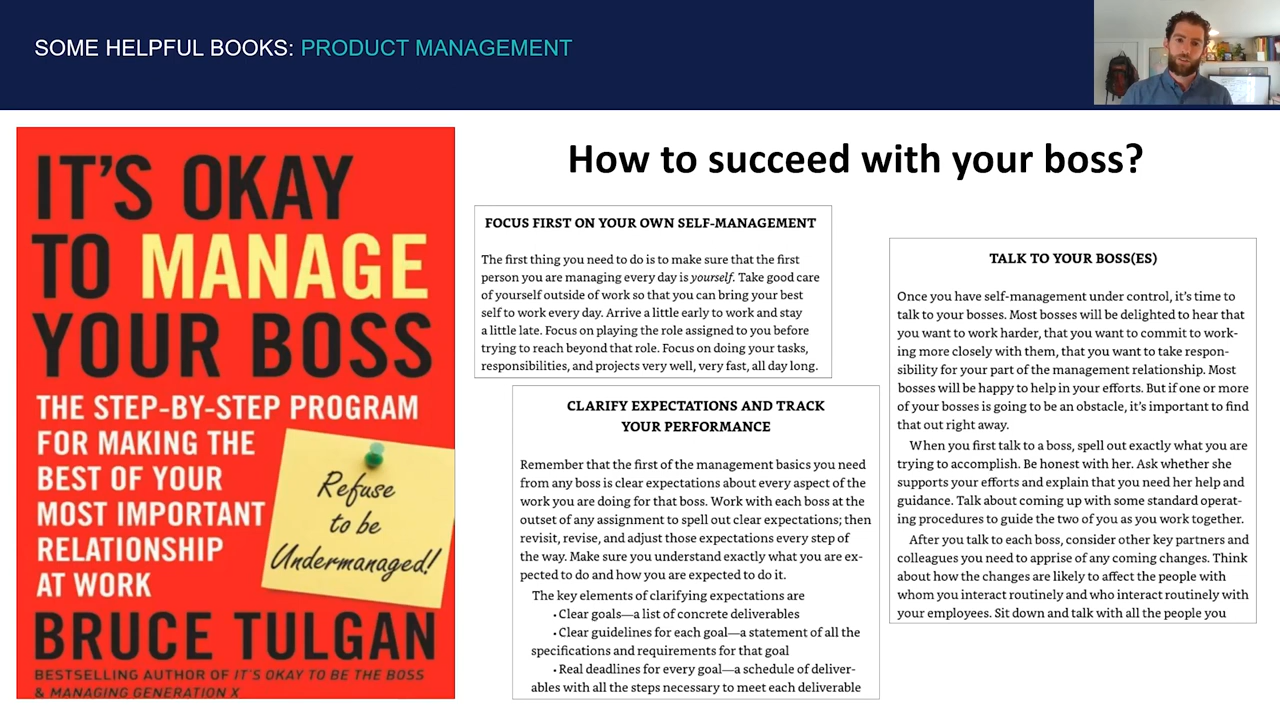 SOME HELPFUL BOOKS: PRODUCT MANAGEMENT
IT'S OKAY
TO MANAGE
YOUR BOSS
THE STEP-BY-STEP PROGRAM
FOR MAKING THE
BEST OF YOUR
MOST IMPORTANT
RELATIONSHIP
AT WORK
Refuse
to be
Undermanaged!
BRUCE TULGAN
BESTSELLING AUTHOR OF IT'S OKAY TO BE THE BOSS
& MANAGING GENERATION X
How to succeed with your boss?
FOCUS FIRST ON YOUR OWN SELF-MANAGEMENT
The first thing you need to do is to make sure that the first
person you are managing every day is yourself. Take good care
of yourself outside of work so that you can bring your best
self to work every day. Arrive a little early to work and stay
a little late. Focus on playing the role assigned to you before
trying to reach beyond that role. Focus on doing your tasks,
responsibilities, and projects very well, very fast, all day long.
CLARIFY EXPECTATIONS AND TRACK
YOUR PERFORMANCE
Remember that the first of the management basics you need
from any boss is clear expectations about every aspect of the
work you are doing for that boss. Work with each boss at the
outset of any assignment to spell out clear expectations; then
revisit, revise, and adjust those expectations every step of
the way. Make sure you understand exactly what you are ex-
pected to do and how you are expected to do it.
The key elements of clarifying expectations are
• Clear goals—a list of concrete deliverables
• Clear guidelines for each goal—a statement of all the
specifications and requirements for that goal
• Real deadlines for every goal—a schedule of deliver-
ables with all the steps necessary to meet each deliverable
TALK TO YOUR BOSS(ES)
Once you have self-management under control, it's time to
talk to your bosses. Most bosses will be delighted to hear that
you want to work harder, that you want to commit to work-
ing more closely with them, that you want to take respon-
sibility for your part of the management relationship. Most
bosses will be happy to help in your efforts. But if one or more
of your bosses is going to be an obstacle, it's important to find
that out right away.
When you first talk to a boss, spell out exactly what you are
trying to accomplish. Be honest with her. Ask whether she
supports your efforts and explain that you need her help and
guidance. Talk about coming up with some standard operat-
ing procedures to guide the two of you as you work together.
After you talk to each boss, consider other key partners and
colleagues you need to apprise of any coming changes. Think
about how the changes are likely to affect the people with
whom you interact routinely and who interact routinely with
your employees. Sit down and talk with all the people you